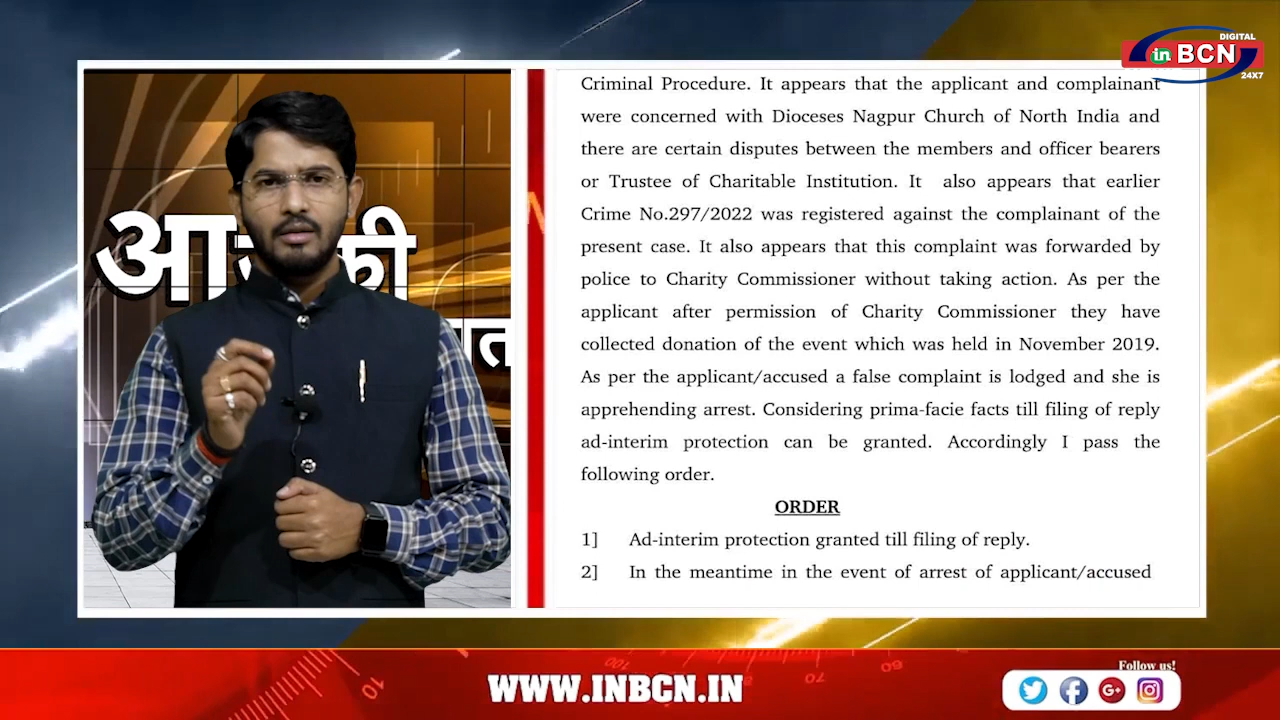 DIGITAL
in BCN
24X7
आ
की
Criminal Procedure. It appears that the applicant and complainant
were concerned with Dioceses Nagpur Church of North India and
there are certain disputes between the members and officer bearers
or Trustee of Charitable Institution. It also appears that earlier
Crime No.297/2022 was registered against the complainant of the
present case. It also appears that this complaint was forwarded by
police to Charity Commissioner without taking action. As per the
applicant after permission of Charity Commissioner they have
collected donation of the event which was held in November 2019.
As per the applicant/accused a false complaint is lodged and she is
apprehending arrest. Considering prima-facie facts till filing of reply
ad-interim protection can be granted. Accordingly I pass the
following order.
ORDER
1] Ad-interim protection granted till filing of reply.
2] In the meantime in the event of arrest of applicant/accused
WWW.INBCN.IN
Follow us!